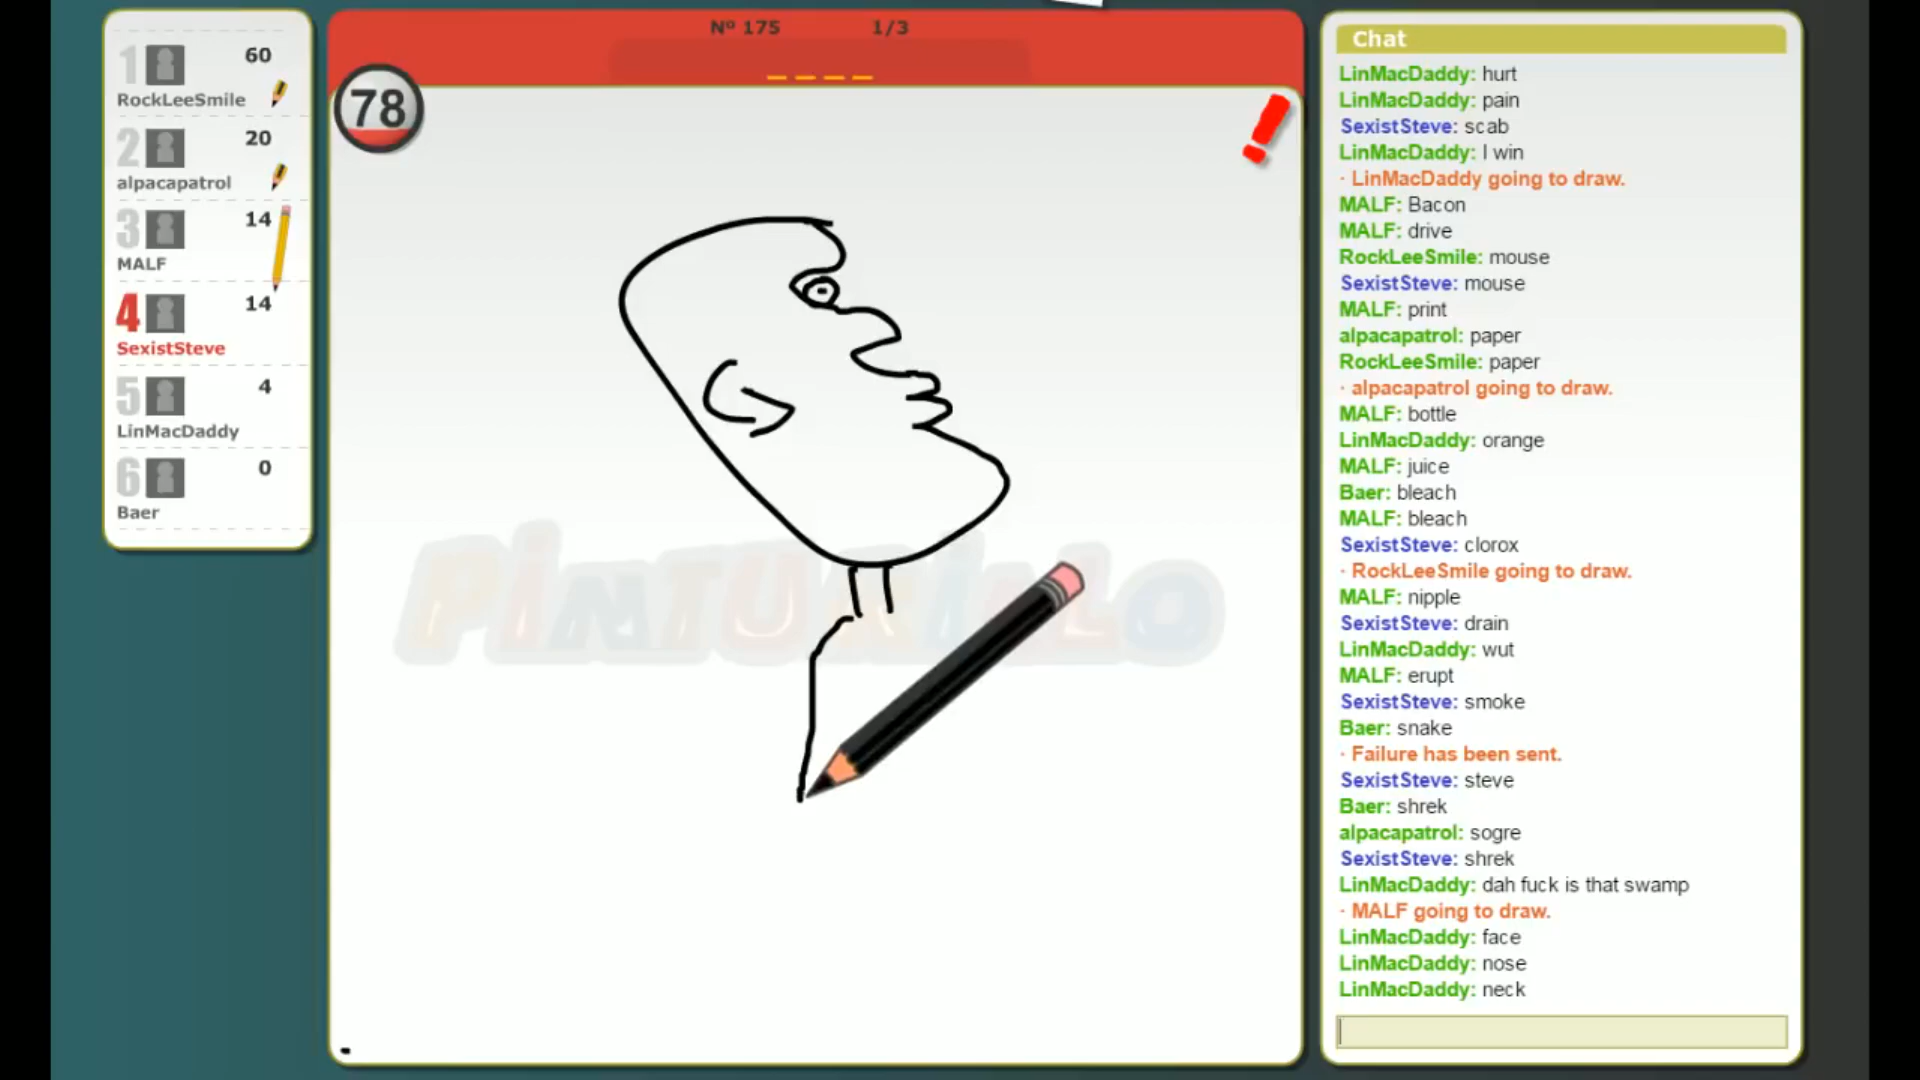 1 60
RockLeeSmile
2 20
alpacapatrol
3 14
MALF
4 14
SexistSteve
5 4
LinMacDaddy
6 0
Baer
Nº 175 1/3
_ _ _ _
78
!
PiNTURiLLO
Chat
LinMacDaddy: hurt
LinMacDaddy: pain
SexistSteve: scab
LinMacDaddy: I win
· LinMacDaddy going to draw.
MALF: Bacon
MALF: drive
RockLeeSmile: mouse
SexistSteve: mouse
MALF: print
alpacapatrol: paper
RockLeeSmile: paper
· alpacapatrol going to draw.
MALF: bottle
LinMacDaddy: orange
MALF: juice
Baer: bleach
MALF: bleach
SexistSteve: clorox
· RockLeeSmile going to draw.
MALF: nipple
SexistSteve: drain
LinMacDaddy: wut
MALF: erupt
SexistSteve: smoke
Baer: snake
· Failure has been sent.
SexistSteve: steve
Baer: shrek
alpacapatrol: sogre
SexistSteve: shrek
LinMacDaddy: dah fuck is that swamp
· MALF going to draw.
LinMacDaddy: face
LinMacDaddy: nose
LinMacDaddy: neck